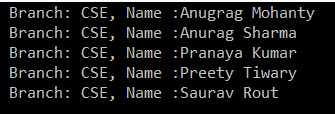 Branch: CSE, Name :Anugrag Mohanty
Branch: CSE, Name :Anurag Sharma
Branch: CSE, Name :Pranaya Kumar
Branch: CSE, Name :Preety Tiwary
Branch: CSE, Name :Saurav Rout